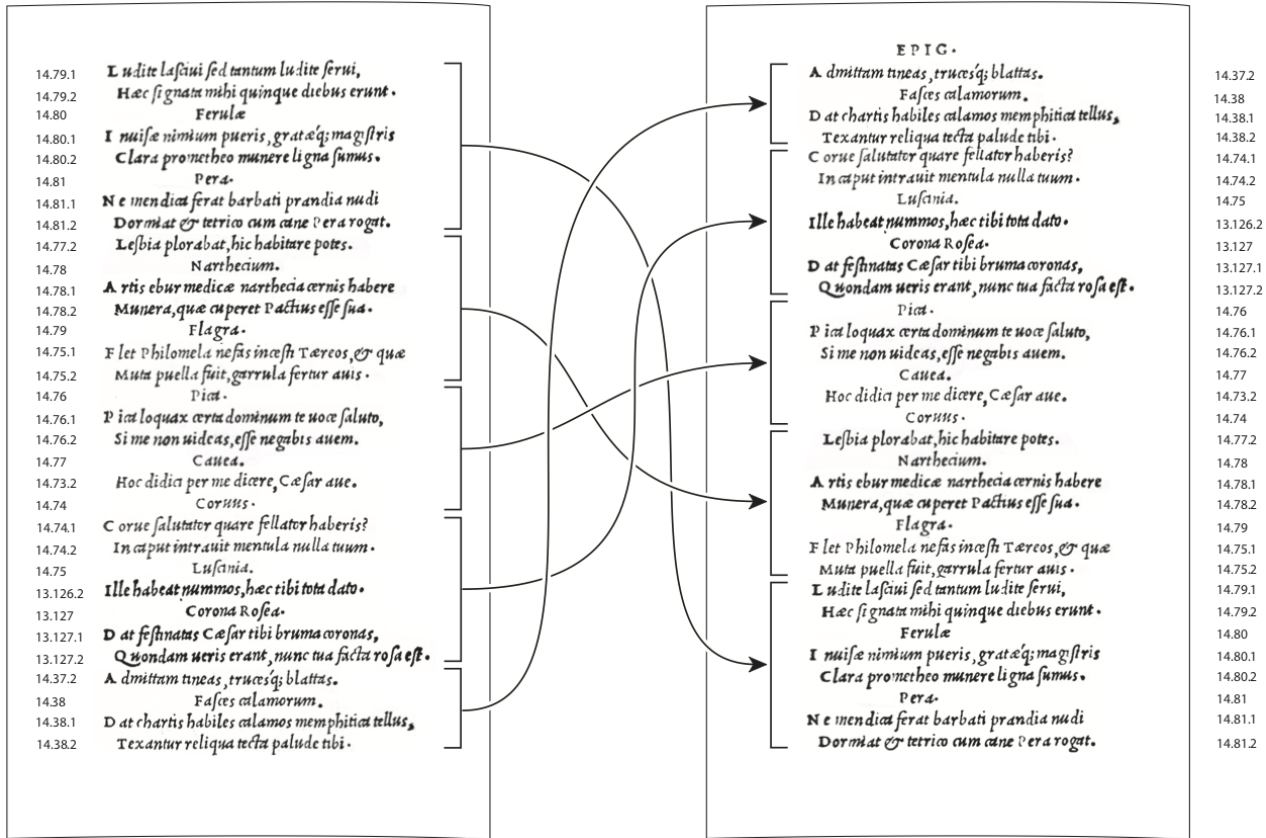 14.79.1 Ludite lasciui sed tantum ludite serui,
14.79.2 Hæc signata mihi quinque diebus erunt.
14.80 Ferulæ
14.80.1 Inuisæ nimium pueris, gratæq; magistris
14.80.2 Clara prometheo munere ligna sumus.
14.81 Pera.
14.81.1 Ne mendica ferat barbati prandia nudi
14.81.2 Dormiat & tetrico cum cane Pera rogat.
14.77.2 Lesbia plorabat, hic habitare potes.
14.78 Narthecium.
14.78.1 Artis ebur medicæ narthecia cernis habere
14.78.2 Munera, quæ cuperet Pactius esse sua.
14.79 Flagra.
14.75.1 Flet Philomela nefas incesti Tæreos, & quæ
14.75.2 Muta puella fuit, garrula fertur auis.
14.76 Pica.
14.76.1 Pica loquax certa dominum te uoce saluto,
14.76.2 Si me non uideas, esse negabis auem.
14.77 Cauea.
14.73.2 Hoc didici per me dicere, Cæsar aue.
14.74 Coruus.
14.74.1 Corue salutator quare fellator haberis?
14.74.2 In caput intrauit mentula nulla tuum.
14.75 Luscinia.
13.126.2 Ille habeat nummos, hæc tibi tota dato.
13.127 Corona Rosea.
13.127.1 Dat festinatas Cæsar tibi bruma coronas,
13.127.2 Quondam ueris erant, nunc tua facta rosa est.
14.37.2 Admittam tineas, trucesq́; blattas.
14.38 Fasces calamorum.
14.38.1 Dat chartis habiles calamos memphitica tellus,
14.38.2 Texantur reliqua tecta palude tibi.
EPIG.
Admittam tineas, trucesq́; blattas. 14.37.2
Fasces calamorum. 14.38
Dat chartis habiles calamos memphitica tellus, 14.38.1
Texantur reliqua tecta palude tibi. 14.38.2
Corue salutator quare fellator haberis? 14.74.1
In caput intrauit mentula nulla tuum. 14.74.2
Luscinia. 14.75
Ille habeat nummos, hæc tibi tota dato. 13.126.2
Corona Rosea. 13.127
Dat festinatas Cæsar tibi bruma coronas, 13.127.1
Quondam ueris erant, nunc tua facta rosa est. 13.127.2
Pica. 14.76
Pica loquax certa dominum te uoce saluto, 14.76.1
Si me non uideas, esse negabis auem. 14.76.2
Cauea. 14.77
Hoc didici per me dicere, Cæsar aue. 14.73.2
Coruus. 14.74
Lesbia plorabat, hic habitare potes. 14.77.2
Narthecium. 14.78
Artis ebur medicæ narthecia cernis habere 14.78.1
Munera, quæ cuperet Pactius esse sua. 14.78.2
Flagra. 14.79
Flet Philomela nefas incesti Tæreos, & quæ 14.75.1
Muta puella fuit, garrula fertur auis. 14.75.2
Ludite lasciui sed tantum ludite serui, 14.79.1
Hæc signata mihi quinque diebus erunt. 14.79.2
Ferulæ 14.80
Inuisæ nimium pueris, gratæq; magistris 14.80.1
Clara prometheo munere ligna sumus. 14.80.2
Pera. 14.81
Ne mendica ferat barbati prandia nudi 14.81.1
Dormiat & tetrico cum cane Pera rogat. 14.81.2